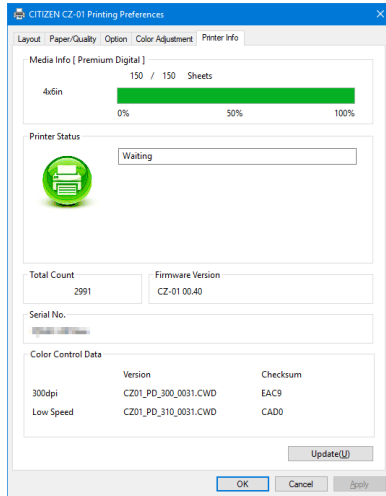 CITIZEN CZ-01 Printing Preferences
Layout Paper/Quality Option Color Adjustment Printer Info
Media Info [ Premium Digital ]
150 / 150 Sheets
4x6in
0% 50% 100%
Printer Status
Waiting
Total Count Firmware Version
2991 CZ-01 00.40
Serial No.
Color Control Data
Version Checksum
300dpi CZ01_PD_300_0031.CWD EAC9
Low Speed CZ01_PD_310_0031.CWD CAD0
Update(U)
OK Cancel Apply